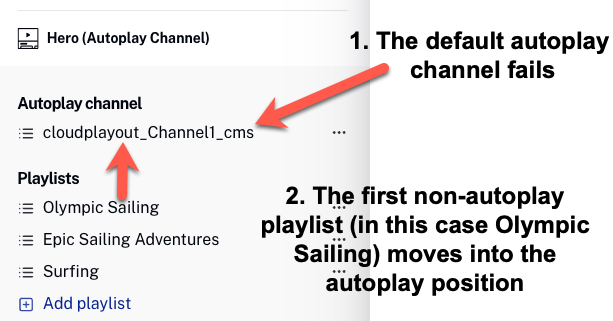 Hero (Autoplay Channel)
1. The default autoplay
channel fails
Autoplay channel
cloudplayout_Channel1_cms
Playlists
Olympic Sailing
Epic Sailing Adventures
Surfing
Add playlist
2. The first non-autoplay
playlist (in this case Olympic
Sailing) moves into the
autoplay position